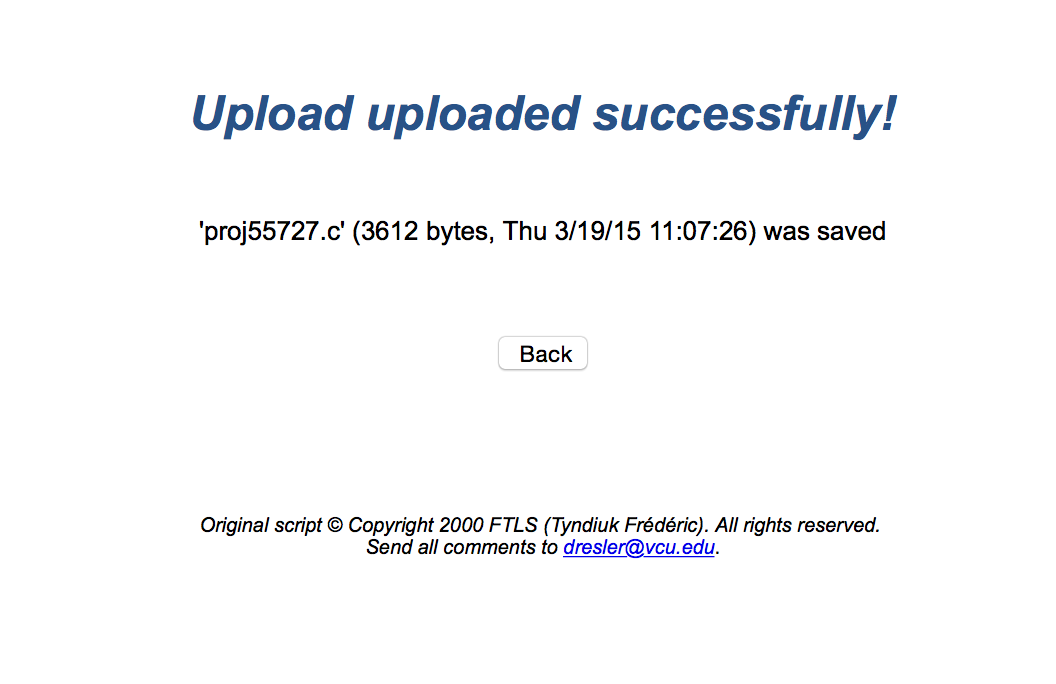 Upload uploaded successfully!
'proj55727.c' (3612 bytes, Thu 3/19/15 11:07:26) was saved
Back
Original script © Copyright 2000 FTLS (Tyndiuk Frédéric). All rights reserved.
Send all comments to dresler@vcu.edu.